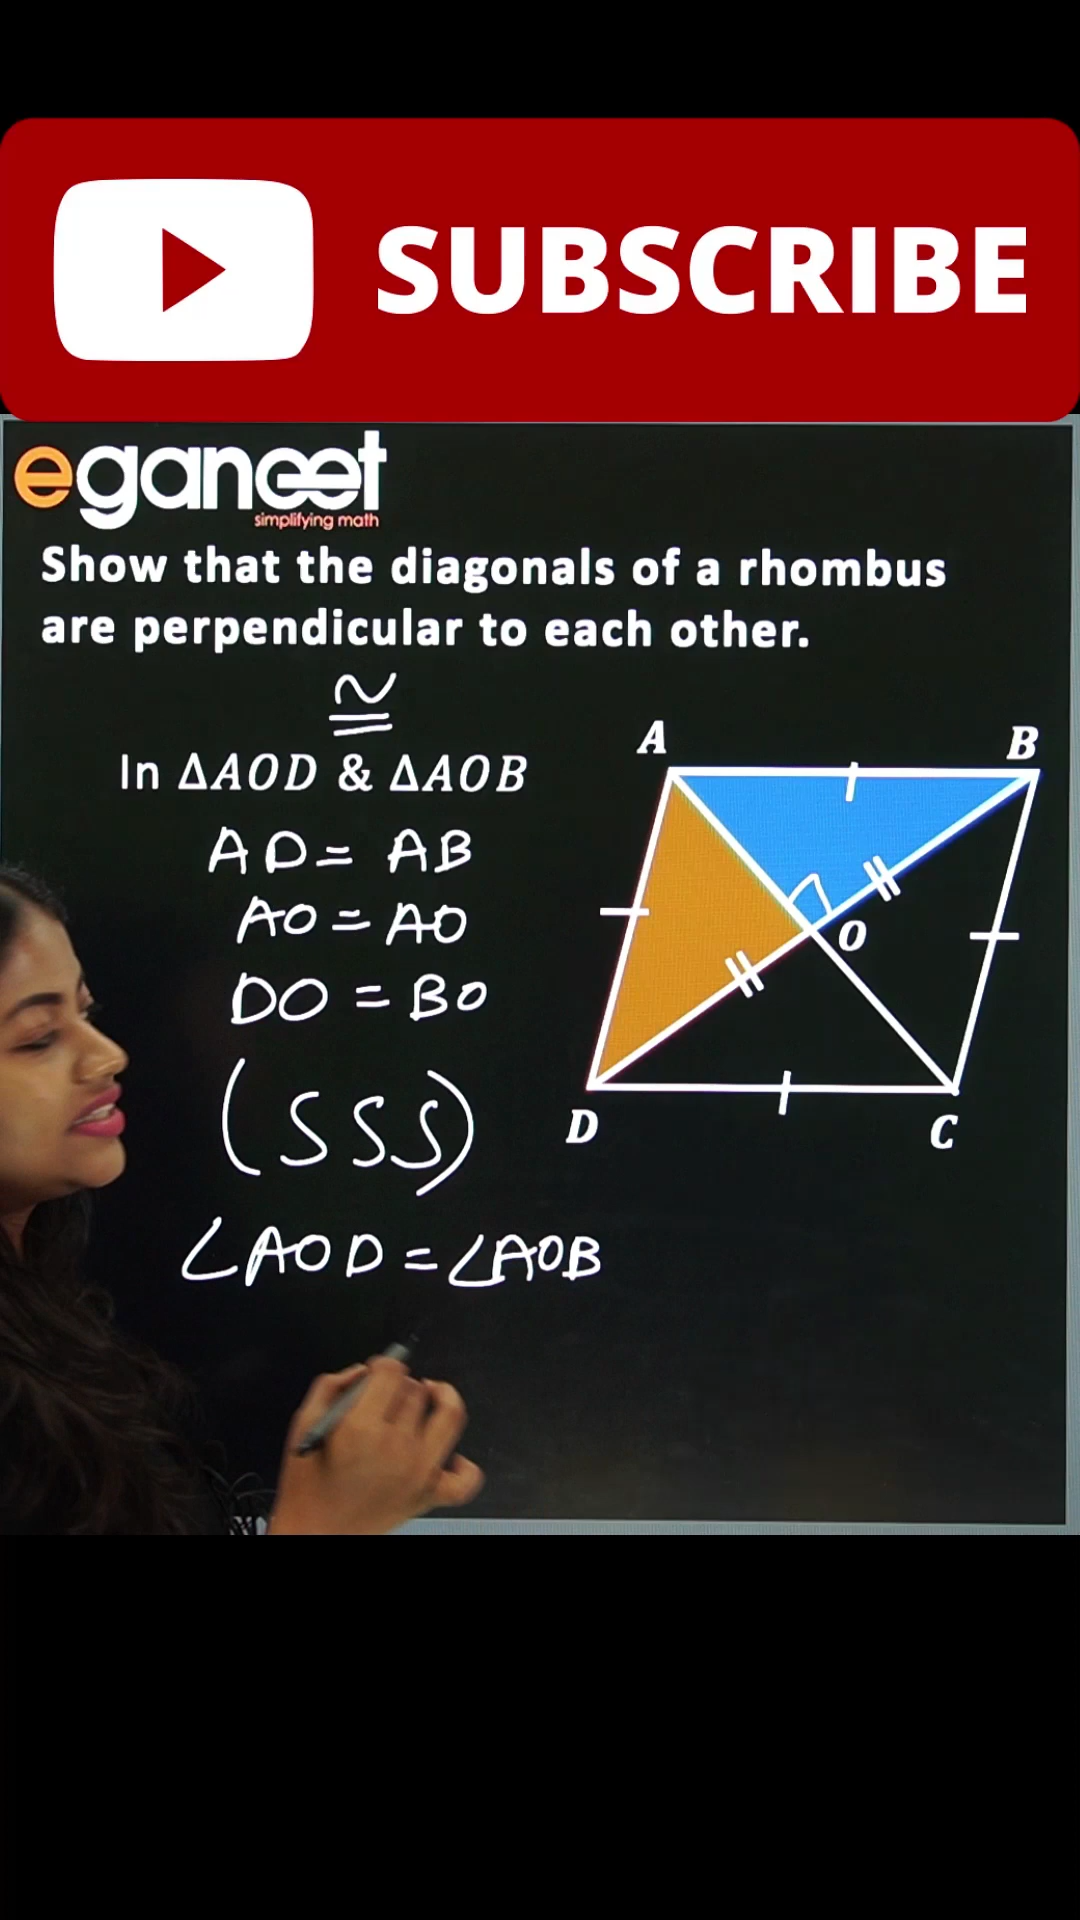 SUBSCRIBE
eganeet
simplifying math
Show that the diagonals of a rhombus
are perpendicular to each other.
≅
In ΔAOD & ΔAOB
AD = AB
AO = AO
DO = BO
(SSS)
∠AOD = ∠AOB
A
B
O
D
C